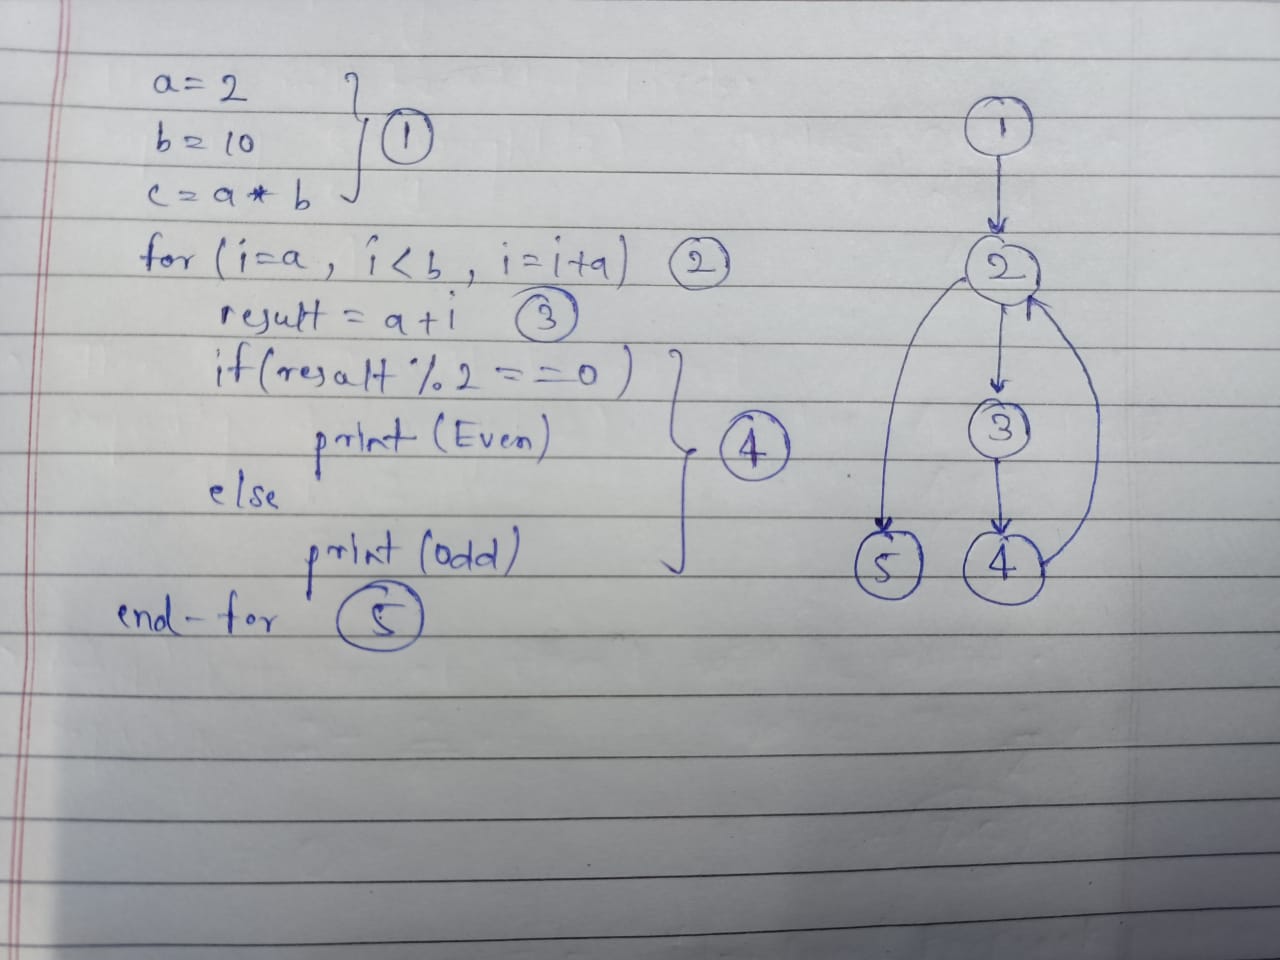 a = 2
b = 10
c = a * b
1
for (i=a, i<b, i=i+a) 2
result = a+i 3
if (result % 2 == 0)
print (Even)
4
else
print (Odd)
end-for 5
1
2
3
5 4